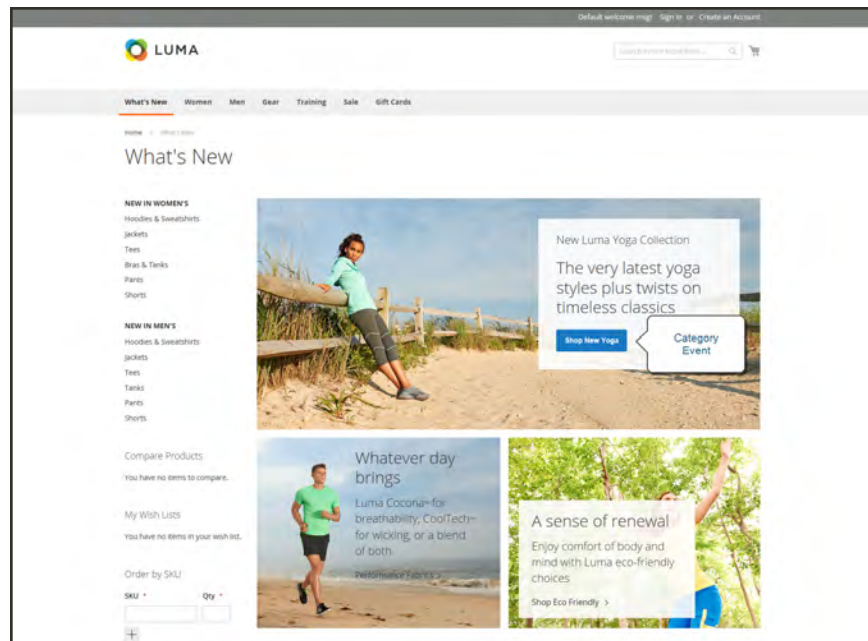 Default welcome msg! Sign In or Create an Account
LUMA
What's New Women Men Gear Training Sale Gift Cards
Home What's New
What's New
NEW IN WOMEN'S
Hoodies & Sweatshirts
Jackets
Tees
Bras & Tanks
Pants
Shorts
NEW IN MEN'S
Hoodies & Sweatshirts
Jackets
Tees
Tanks
Pants
Shorts
Compare Products
You have no items to compare.
My Wish Lists
You have no items in your wish list.
Order by SKU
SKU * Qty *
New Luma Yoga Collection
The very latest yoga
styles plus twists on
timeless classics
Shop New Yoga
Category
Event
Whatever day
brings
Luma Cocona™ for
breathability, CoolTech™
for wicking, or a blend
of both.
Performance Fabrics >
A sense of renewal
Enjoy comfort of body and
mind with Luma eco-friendly
choices
Shop Eco Friendly >